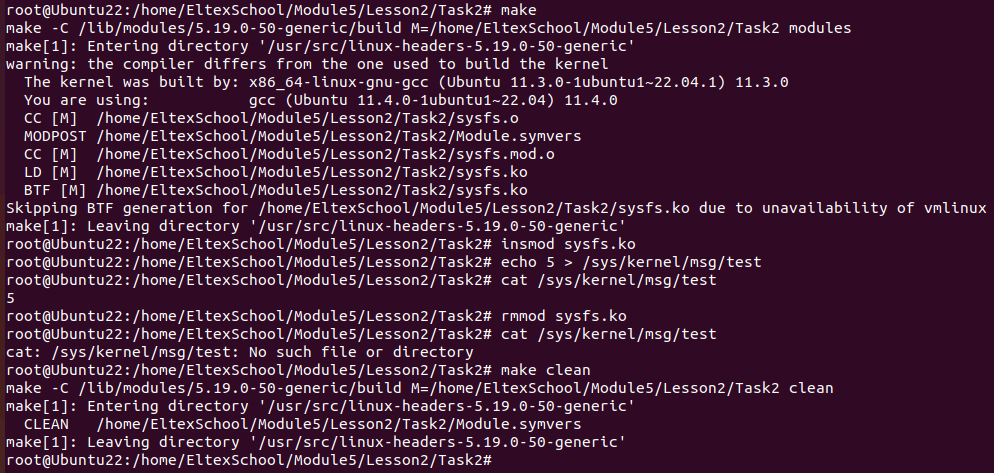 root@Ubuntu22:/home/EltexSchool/Module5/Lesson2/Task2# make
make -C /lib/modules/5.19.0-50-generic/build M=/home/EltexSchool/Module5/Lesson2/Task2 modules
make[1]: Entering directory '/usr/src/linux-headers-5.19.0-50-generic'
warning: the compiler differs from the one used to build the kernel
  The kernel was built by: x86_64-linux-gnu-gcc (Ubuntu 11.3.0-1ubuntu1~22.04.1) 11.3.0
  You are using:           gcc (Ubuntu 11.4.0-1ubuntu1~22.04) 11.4.0
  CC [M]  /home/EltexSchool/Module5/Lesson2/Task2/sysfs.o
  MODPOST /home/EltexSchool/Module5/Lesson2/Task2/Module.symvers
  CC [M]  /home/EltexSchool/Module5/Lesson2/Task2/sysfs.mod.o
  LD [M]  /home/EltexSchool/Module5/Lesson2/Task2/sysfs.ko
  BTF [M] /home/EltexSchool/Module5/Lesson2/Task2/sysfs.ko
Skipping BTF generation for /home/EltexSchool/Module5/Lesson2/Task2/sysfs.ko due to unavailability of vmlinux
make[1]: Leaving directory '/usr/src/linux-headers-5.19.0-50-generic'
root@Ubuntu22:/home/EltexSchool/Module5/Lesson2/Task2# insmod sysfs.ko
root@Ubuntu22:/home/EltexSchool/Module5/Lesson2/Task2# echo 5 > /sys/kernel/msg/test
root@Ubuntu22:/home/EltexSchool/Module5/Lesson2/Task2# cat /sys/kernel/msg/test
5
root@Ubuntu22:/home/EltexSchool/Module5/Lesson2/Task2# rmmod sysfs.ko
root@Ubuntu22:/home/EltexSchool/Module5/Lesson2/Task2# cat /sys/kernel/msg/test
cat: /sys/kernel/msg/test: No such file or directory
root@Ubuntu22:/home/EltexSchool/Module5/Lesson2/Task2# make clean
make -C /lib/modules/5.19.0-50-generic/build M=/home/EltexSchool/Module5/Lesson2/Task2 clean
make[1]: Entering directory '/usr/src/linux-headers-5.19.0-50-generic'
  CLEAN   /home/EltexSchool/Module5/Lesson2/Task2/Module.symvers
make[1]: Leaving directory '/usr/src/linux-headers-5.19.0-50-generic'
root@Ubuntu22:/home/EltexSchool/Module5/Lesson2/Task2#